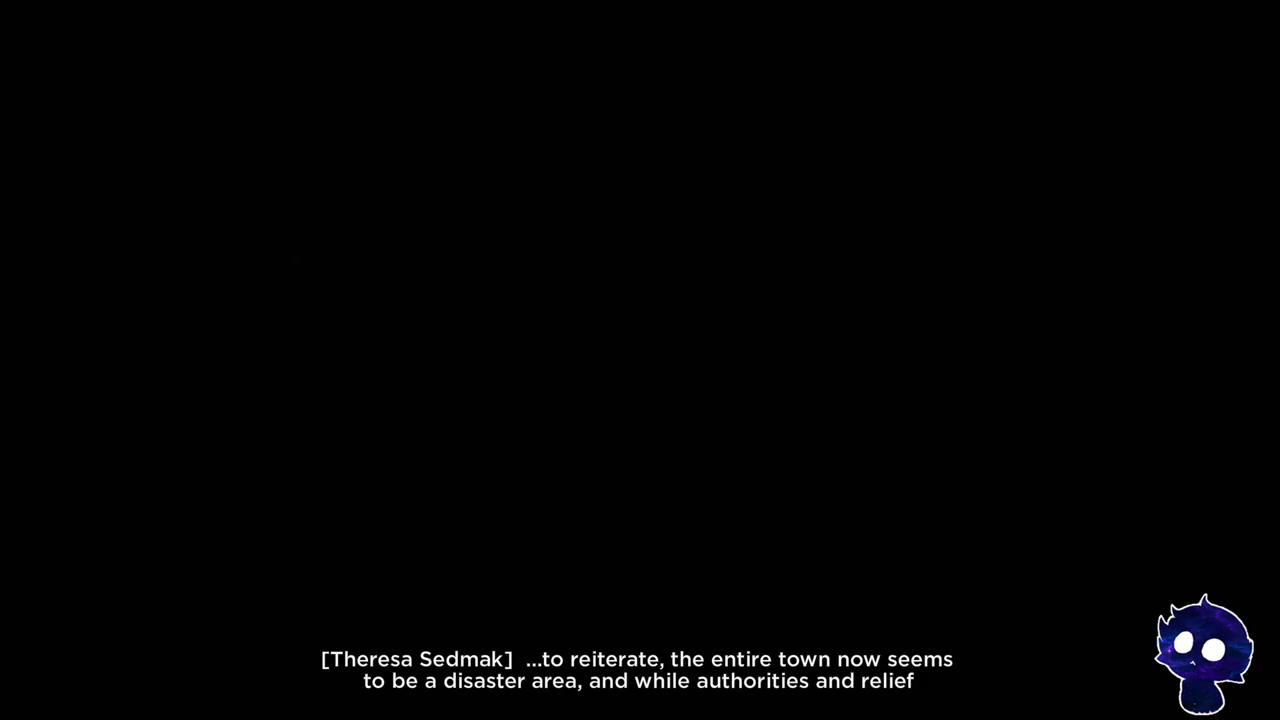 [Theresa Sedmak]  ...to reiterate, the entire town now seems
to be a disaster area, and while authorities and relief